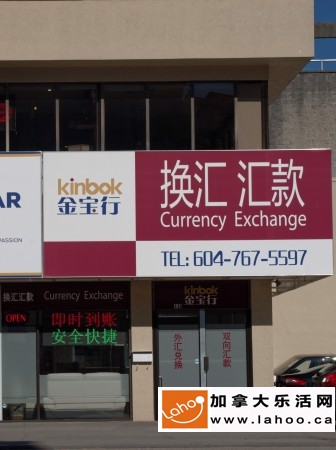 AR
PASSION
kinbok
金宝行
换汇 汇款
Currency Exchange
TEL: 604-767-5597
换汇汇款 Currency Exchange
OPEN
即时到账
安全快捷
kinbok
金宝行
外汇兑换
双向汇款
Lahoo
加拿大乐活网
www.lahoo.ca